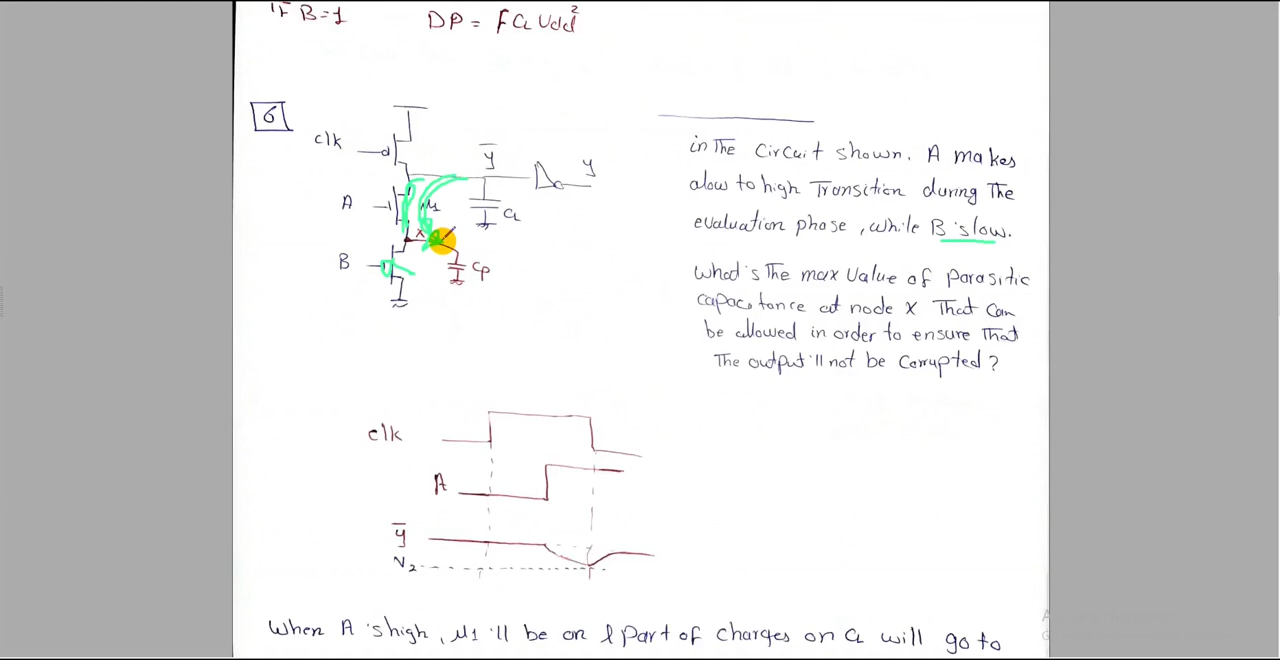 If B=1 DP = F CL Vdd²
6
clk
Y
y
A
M1
CL
X
B
Cp
in The Circuit shown. A makes
alow to high Transition during The
evaluation phase, while B is low.
What's The max Value of Parasitic
capacitance at node X That can
be allowed in order to ensure That
The output'll not be Corrupted?
clk
A
y
V2
When A is high, M1'll be on & Part of charges on CL will go to